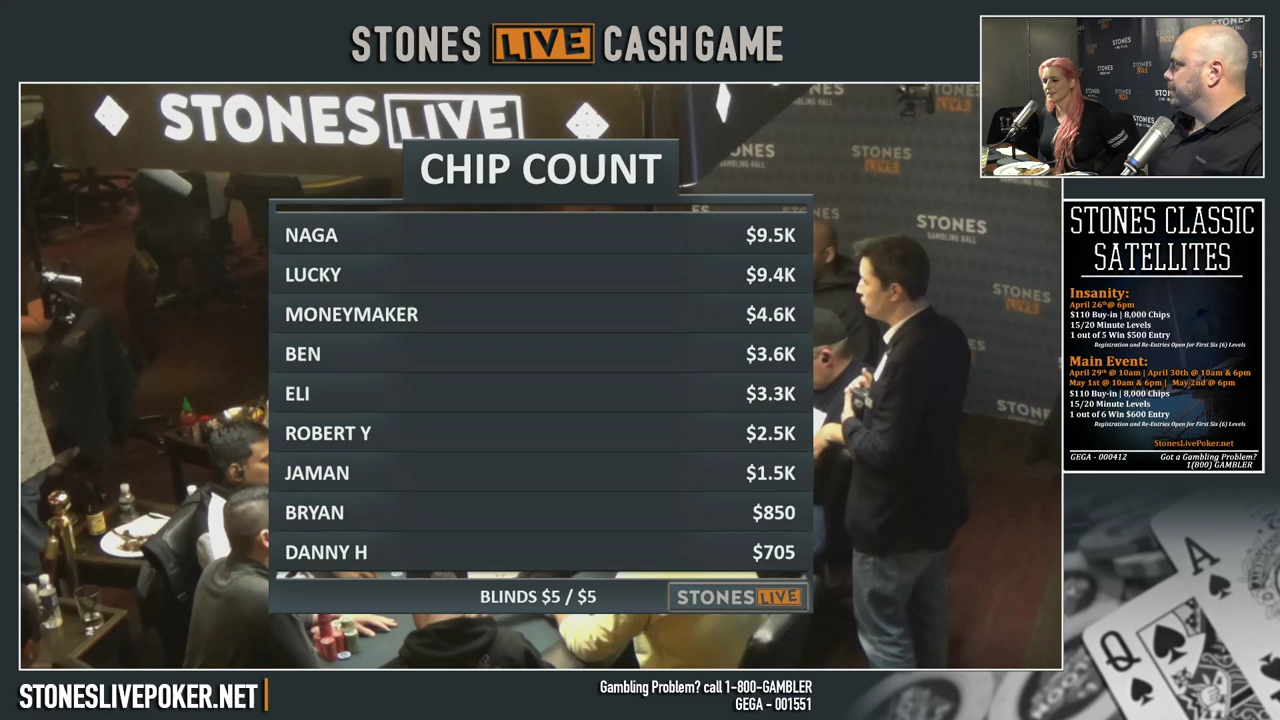 STONES LIVE CASH GAME
STONES LIVE
CHIP COUNT
NAGA $9.5K
LUCKY $9.4K
MONEYMAKER $4.6K
BEN $3.6K
ELI $3.3K
ROBERT Y $2.5K
JAMAN $1.5K
BRYAN $850
DANNY H $705
BLINDS $5 / $5 STONES LIVE
STONES
GAMBLING HALL
STONES
LIVE
STONES
LIVE
STONES CLASSIC
SATELLITES
Insanity:
April 26th @ 6pm
$110 Buy-in | 8,000 Chips
15/20 Minute Levels
1 out of 5 Win $500 Entry
Registration and Re-Entries Open for First Six (6) Levels
Main Event:
April 29th @ 10am | April 30th @ 10am & 6pm
May 1st @ 10am & 6pm | May 2nd @ 6pm
$110 Buy-in | 8,000 Chips
15/20 Minute Levels
1 out of 6 Win $600 Entry
Registration and Re-Entries Open for First Six (6) Levels
StonesLivePoker.net
GEGA - 000412 Got a Gambling Problem?
1(800) GAMBLER
A
Q
STONESLIVEPOKER.NET
Gambling Problem? call 1-800-GAMBLER
GEGA - 001551